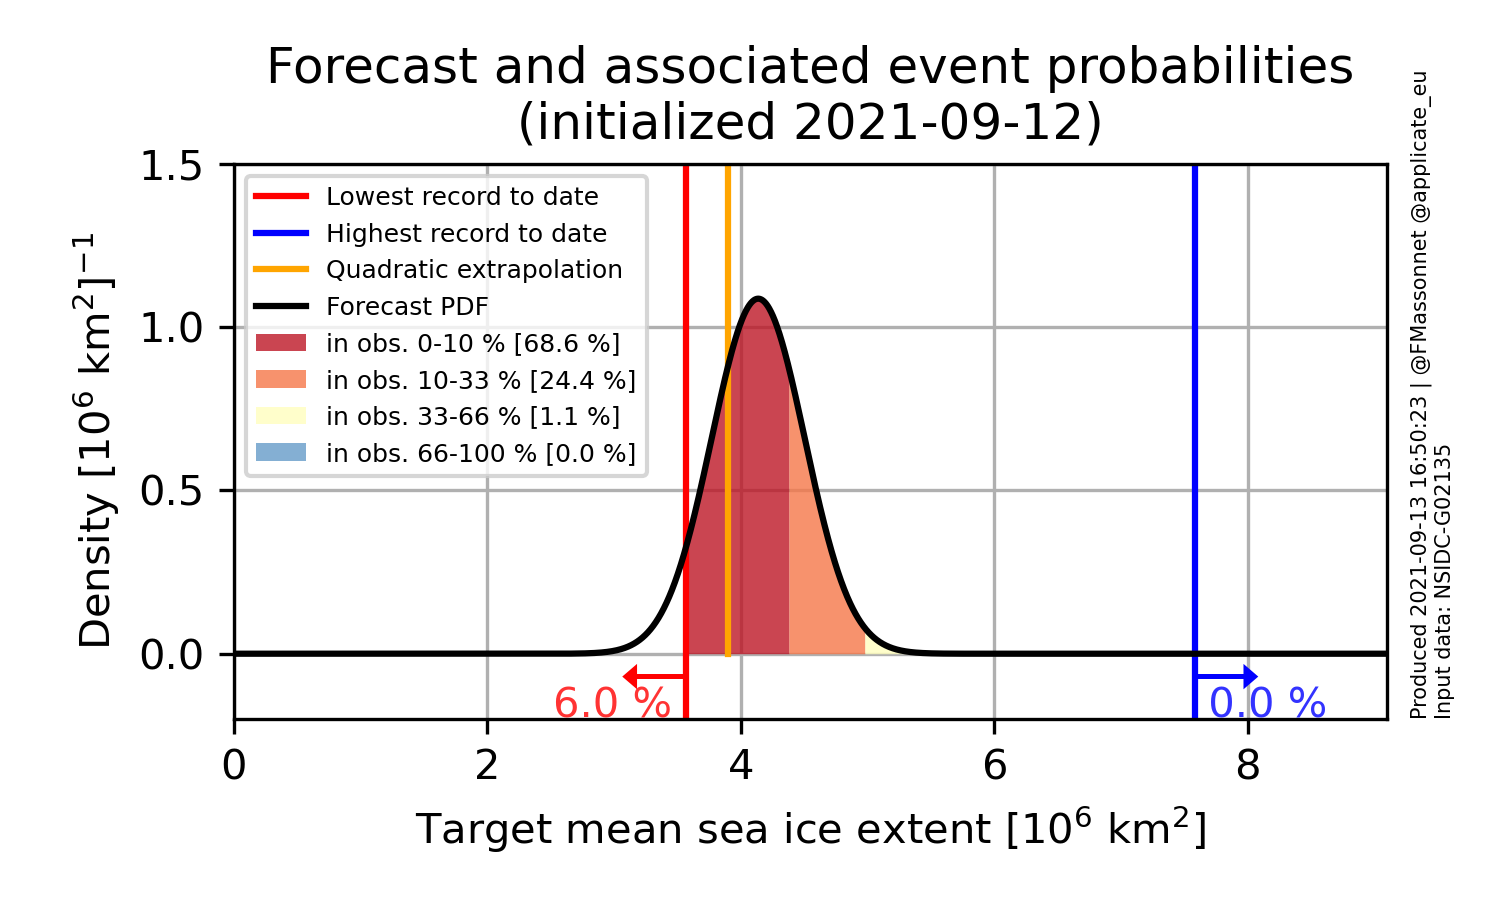 Forecast and associated event probabilities
(initialized 2021-09-12)
Density [10⁶ km²]⁻¹
1.5
1.0
0.5
0.0
Lowest record to date
Highest record to date
Quadratic extrapolation
Forecast PDF
in obs. 0-10 % [68.6 %]
in obs. 10-33 % [24.4 %]
in obs. 33-66 % [1.1 %]
in obs. 66-100 % [0.0 %]
6.0 %
0.0 %
0
2
4
6
8
Target mean sea ice extent [10⁶ km²]
Produced 2021-09-13 16:50:23 | @FMassonnet @applicate_eu
Input data: NSIDC-G02135